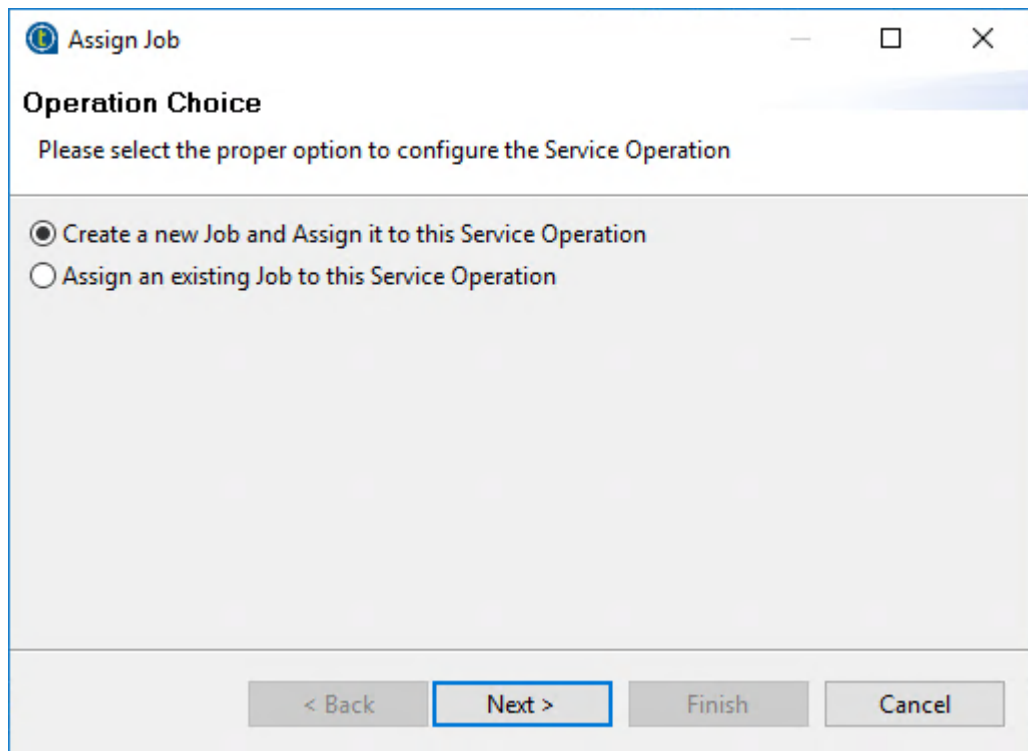 Assign Job
Operation Choice
Please select the proper option to configure the Service Operation
Create a new Job and Assign it to this Service Operation
Assign an existing Job to this Service Operation
< Back Next > Finish Cancel